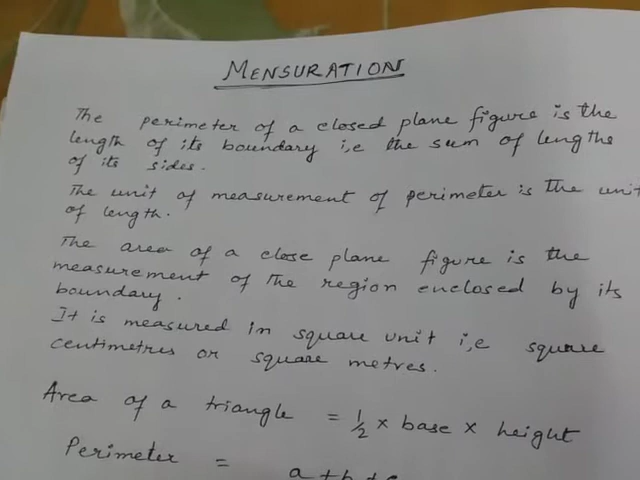 MENSURATION
The perimeter of a closed plane figure is the
length of its boundary i,e the sum of lengths
of its sides.
The unit of measurement of perimeter is the unit
of length.
The area of a close plane figure is the
measurement of the region enclosed by its
boundary.
It is measured in square unit i,e square
centimetres or square metres.
Area of a triangle = 1/2 × base × height
Perimeter = a + b + c